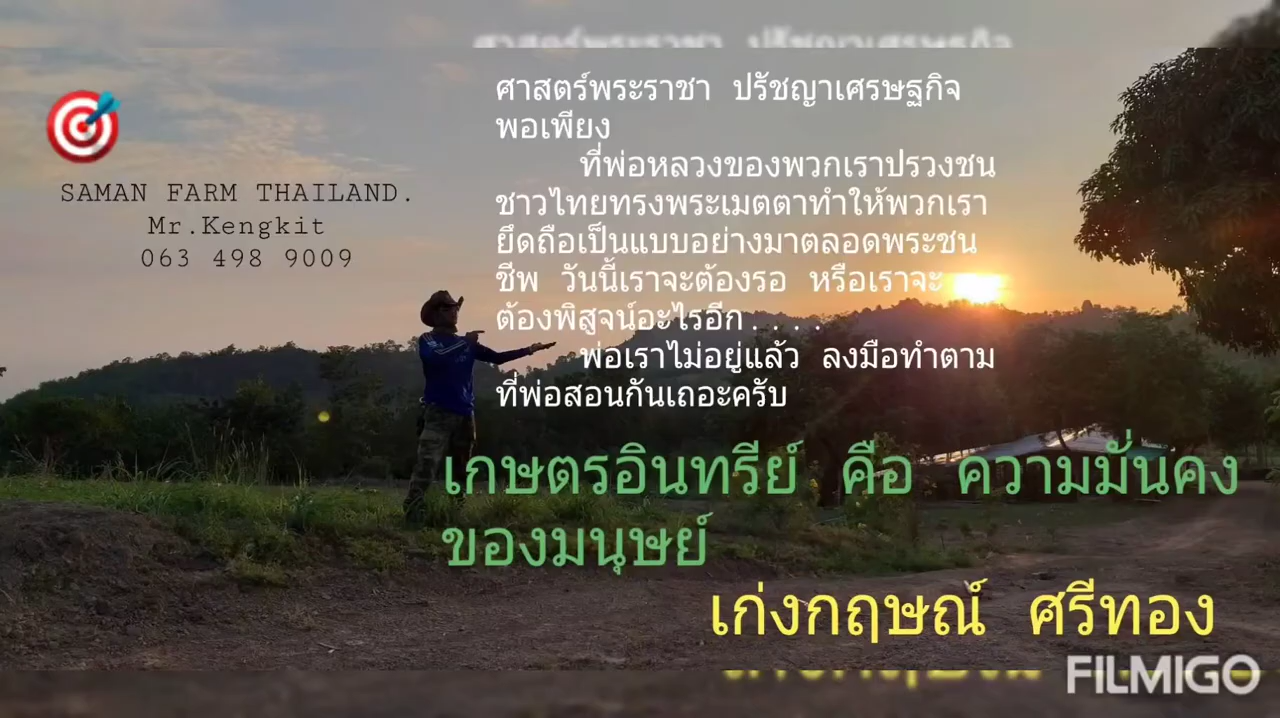 ศาสตร์พระราชา ปรัชญาเศรษฐกิจ
พอเพียง
ที่พ่อหลวงของพวกเราปรวงชน
ชาวไทยทรงพระเมตตาทำให้พวกเรา
ยึดถือเป็นแบบอย่างมาตลอดพระชน
ชีพ วันนี้เราจะต้องรอ หรือเราจะ
ต้องพิสูจน์อะไรอีก....
พ่อเราไม่อยู่แล้ว ลงมือทำตาม
ที่พ่อสอนกันเถอะครับ
SAMAN FARM THAILAND.
Mr.Kengkit
063 498 9009
เกษตรอินทรีย์ คือ ความมั่นคง
ของมนุษย์
เก่งกฤษณ์ ศรีทอง
FILMIGO